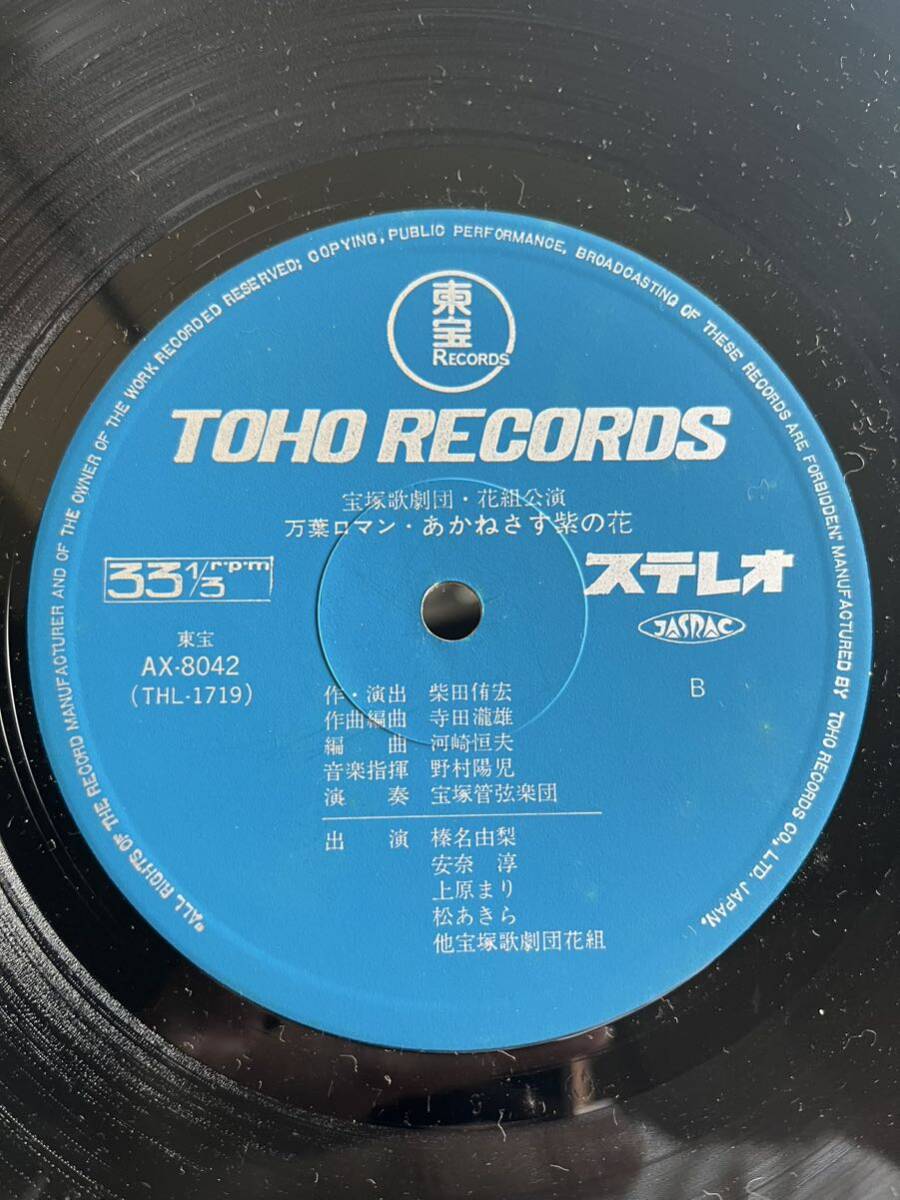 "ALL RIGHTS OF THE RECORD MANUFACTURER AND OF THE OWNER OF THE WORK RECORDED RESERVED; COPYING, PUBLIC PERFORMANCE, BROADCASTING OF THESE RECORDS ARE FORBIDDEN." MANUFACTURED BY TOHO RECORDS CO., LTD. JAPAN.
東宝
RECORDS
TOHO RECORDS
宝塚歌劇団・花組公演
万葉ロマン・あかねさす紫の花
33 1/3 rpm
ステレオ
JASRAC
東宝
AX-8042
(THL-1719)
B
作・演出 柴田侑宏
作曲編曲 寺田瀧雄
編 曲 河崎恒夫
音楽指揮 野村陽児
演 奏 宝塚管弦楽団
出 演 榛名由梨
安奈 淳
上原まり
松あきら
他宝塚歌劇団花組